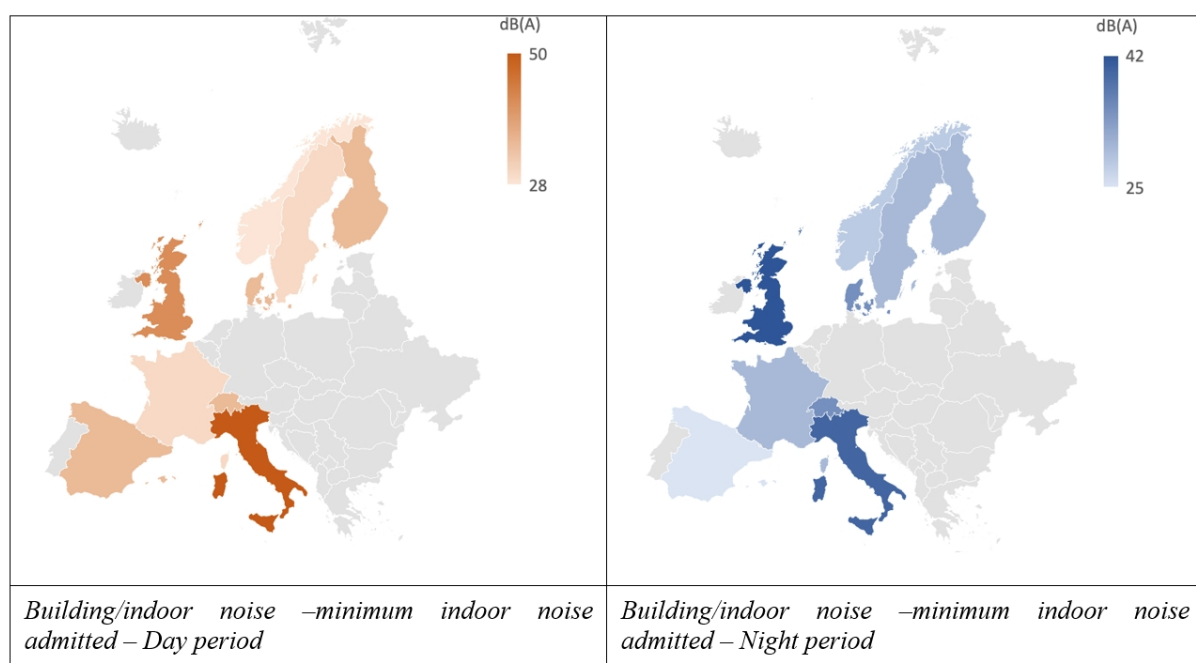 dB(A)
50
28
dB(A)
42
25
Building/indoor noise –minimum indoor noise
admitted – Day period
Building/indoor noise –minimum indoor noise
admitted – Night period